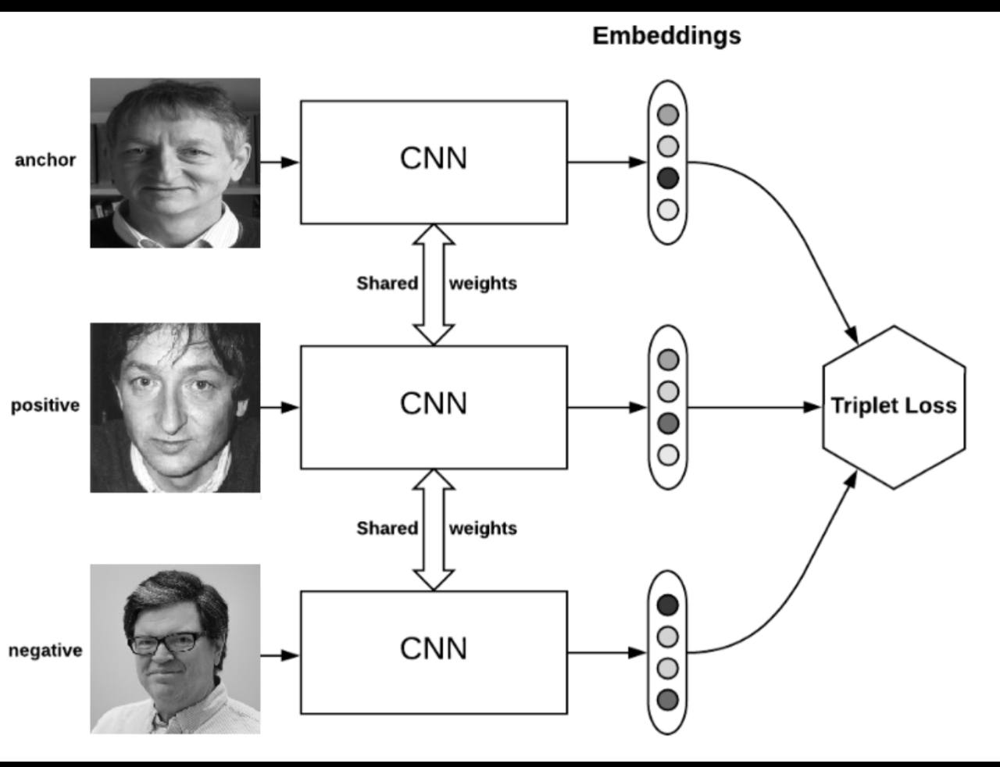 Embeddings
anchor
CNN
Shared weights
positive
CNN
Triplet Loss
Shared weights
negative
CNN